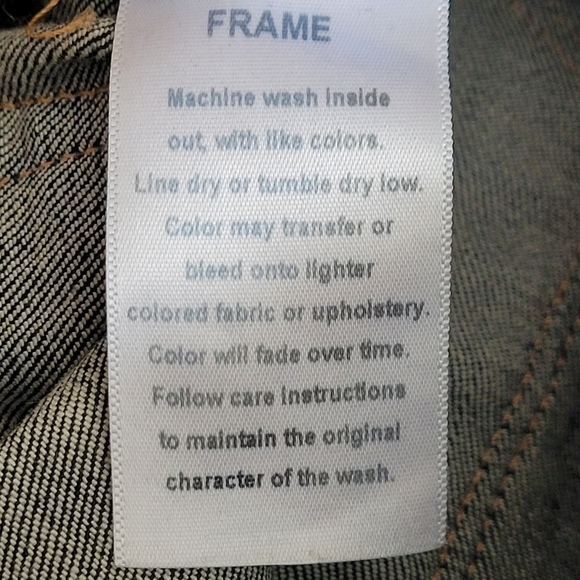 FRAME
Machine wash inside
out, with like colors.
Line dry or tumble dry low.
Color may transfer or
bleed onto lighter
colored fabric or upholstery.
Color will fade over time.
Follow care instructions
to maintain the original
character of the wash.